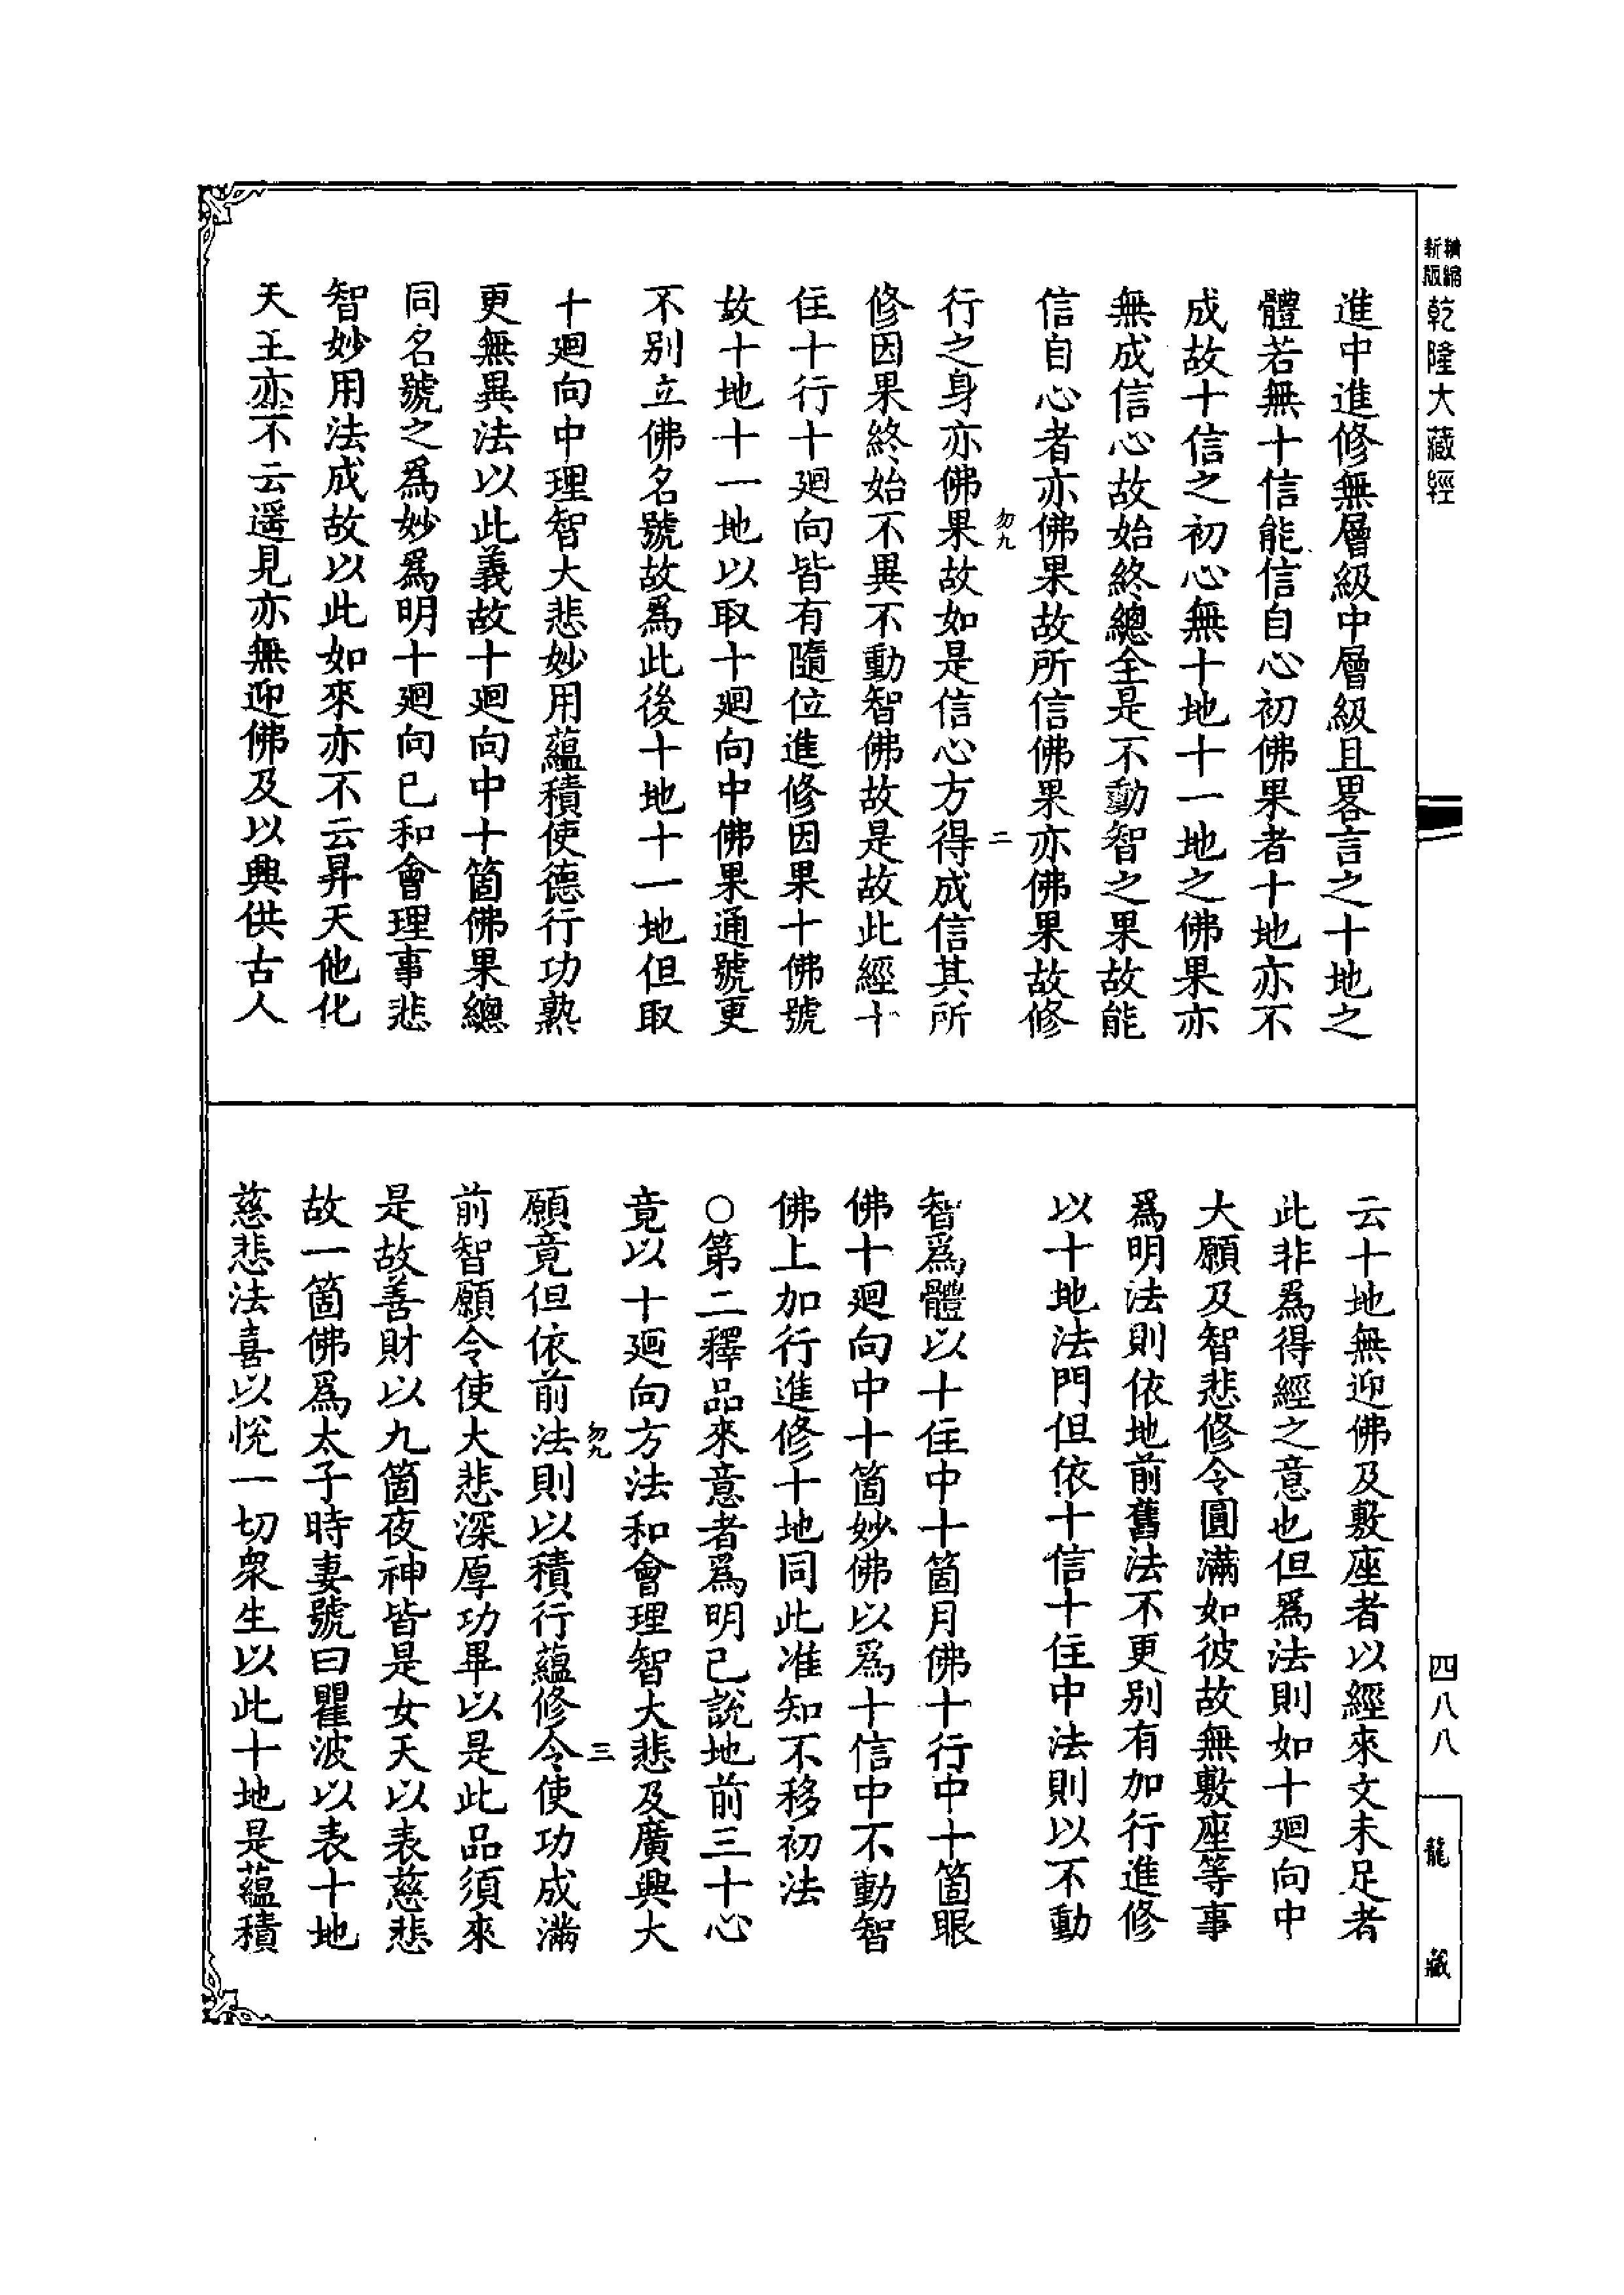 新版 精縮 乾隆大藏經
進中進修無層級中層級且畧言之十地之
體若無十信能信自心初佛果者十地亦不
成故十信之初心無十地十一地之佛果亦
無成信心故始終總全是不動智之果故能
信自心者亦佛果故所信佛果亦佛果故修
勿九 二
行之身亦佛果故如是信心方得成信其所
修因果終始不異不動智佛故是故此經十
住十行十廻向皆有隨位進修因果十佛號
故十地十一地以取十廻向中佛果通號更
不別立佛名號故爲此後十地十一地但取
十廻向中理智大悲妙用蘊積使德行功熟
更無異法以此義故十廻向中十箇佛果總
同名號之爲妙爲明十廻向已和會理事悲
智妙用法成故以此如來亦不云昇天他化
天王亦不云遥見亦無迎佛及以興供古人
云十地無迎佛及敷座者以經來文未足者
此非爲得經之意也但爲法則如十廻向中
大願及智悲修令圓滿如彼故無敷座等事
爲明法則依地前舊法不更別有加行進修
以十地法門但依十信十住中法則以不動
智爲體以十住中十箇月佛十行中十箇眼
佛十廻向中十箇妙佛以爲十信中不動智
佛上加行進修十地同此准知不移初法
○第二釋品來意者爲明已說地前三十心
竟以十廻向方法和會理智大悲及廣興大
勿九 三
願竟但依前法則以積行蘊修令使功成滿
前智願令使大悲深厚功畢以是此品須來
是故善財以九箇夜神皆是女天以表慈悲
故一箇佛爲太子時妻號曰瞿波以表十地
慈悲法喜以悅一切衆生以此十地是蘊積
四八八
龍藏